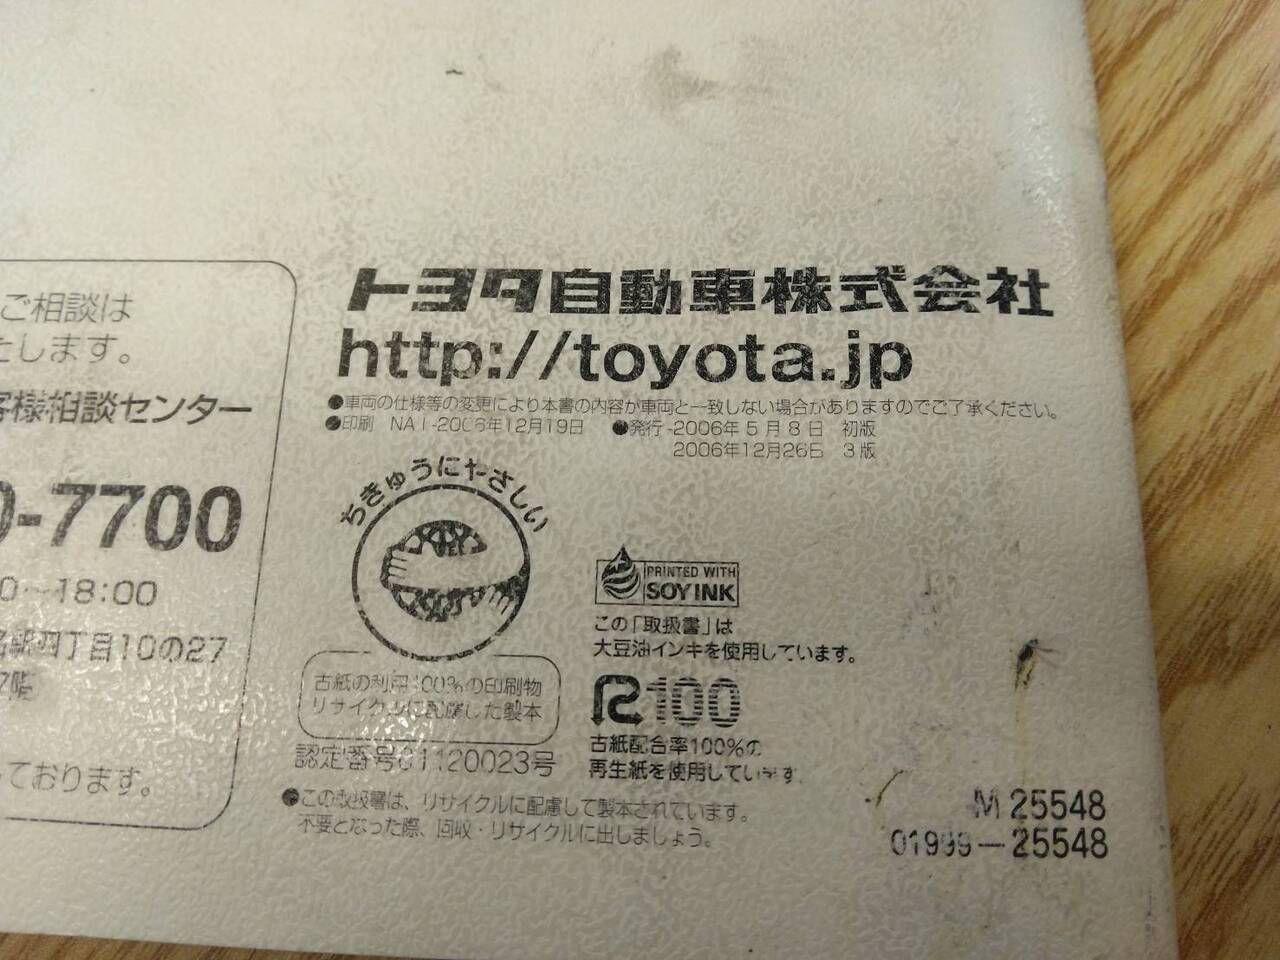 ご相談は
たします。
客様相談センター
0-7700
0～18:00
名駅四丁目10の27
7階
しております。
トヨタ自動車株式会社
http://toyota.jp
●車両の仕様等の変更により本書の内容が車両と一致しない場合がありますのでご了承ください。
●印刷 NA I -2006年12月19日 ●発行-2006年 5 月 8 日 初版
2006年12月26日 3 版
ちきゅうにやさしい
古紙の利用100%の印刷物
リサイクルに配慮した製本
認定番号01120023号
PRINTED WITH
SOY INK
この「取扱書」は
大豆油インキを使用しています。
R100
古紙配合率100%の
再生紙を使用しています
●この取扱書は、リサイクルに配慮して製本されています。
不要となった際、回収・リサイクルに出しましょう。
M 25548
01999－25548